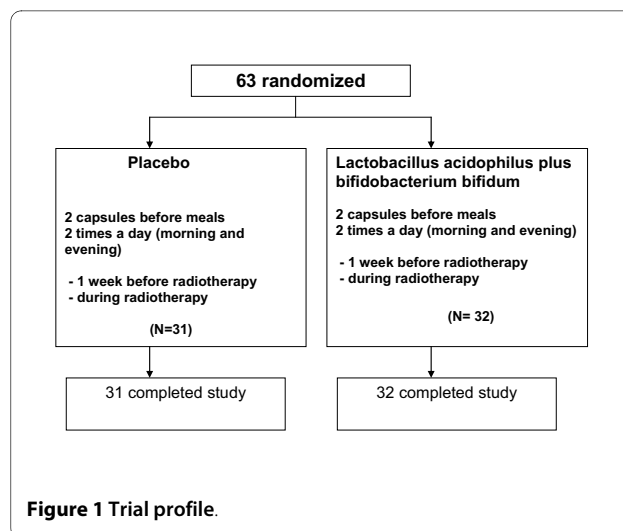 63 randomized
Placebo
2 capsules before meals
2 times a day (morning and
evening)
- 1 week before radiotherapy
- during radiotherapy
(N=31)
Lactobacillus acidophilus plus
bifidobacterium bifidum
2 capsules before meals
2 times a day (morning and evening)
- 1 week before radiotherapy
- during radiotherapy
(N= 32)
31 completed study
32 completed study
Figure 1 Trial profile.